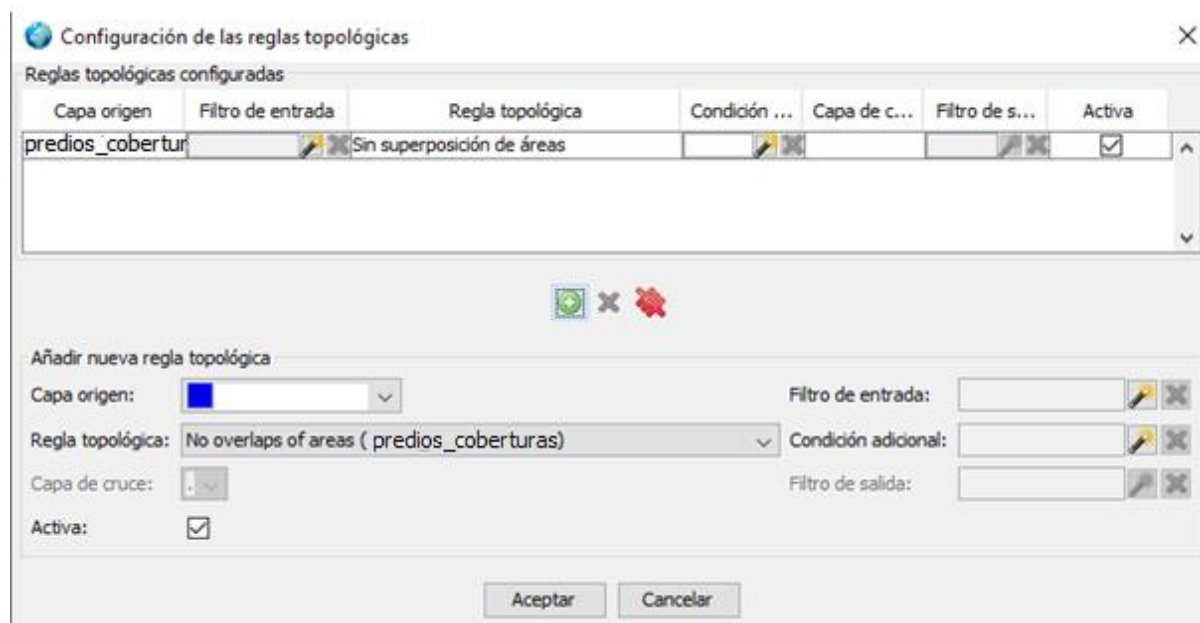 Configuración de las reglas topológicas
Reglas topológicas configuradas
Capa origen Filtro de entrada Regla topológica Condición ... Capa de c... Filtro de s... Activa
predios_cobertur Sin superposición de áreas
Añadir nueva regla topológica
Capa origen: Filtro de entrada:
Regla topológica: No overlaps of areas ( predios_coberturas) Condición adicional:
Capa de cruce: . Filtro de salida:
Activa:
Aceptar Cancelar